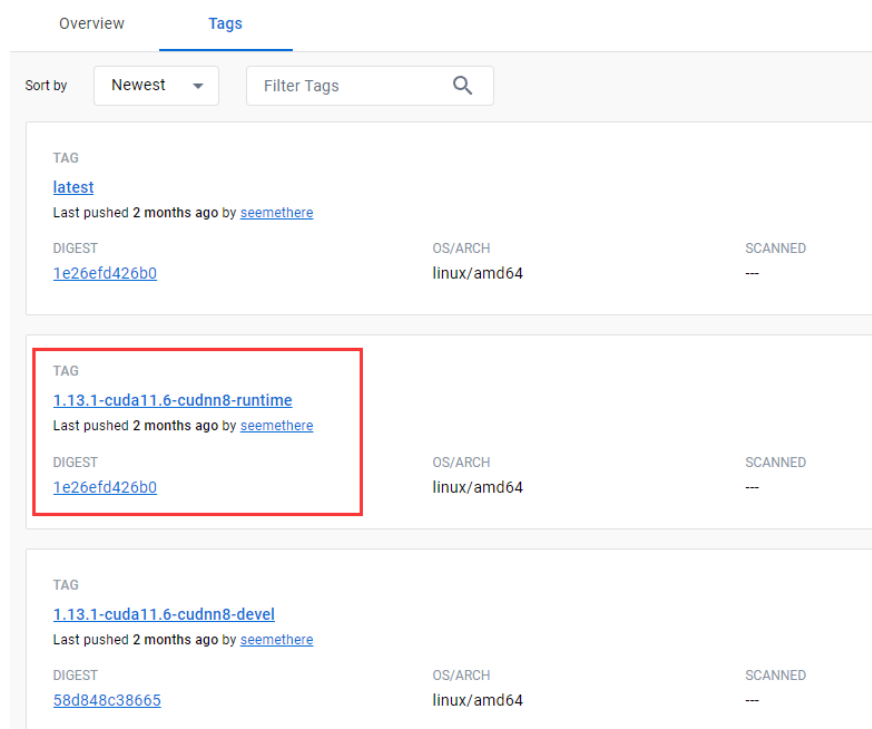 Overview Tags
Sort by Newest Filter Tags
TAG
latest
Last pushed 2 months ago by seemethere
DIGEST OS/ARCH SCANNED
1e26efd426b0 linux/amd64 ---
TAG
1.13.1-cuda11.6-cudnn8-runtime
Last pushed 2 months ago by seemethere
DIGEST OS/ARCH SCANNED
1e26efd426b0 linux/amd64 ---
TAG
1.13.1-cuda11.6-cudnn8-devel
Last pushed 2 months ago by seemethere
DIGEST OS/ARCH SCANNED
58d848c38665 linux/amd64 ---